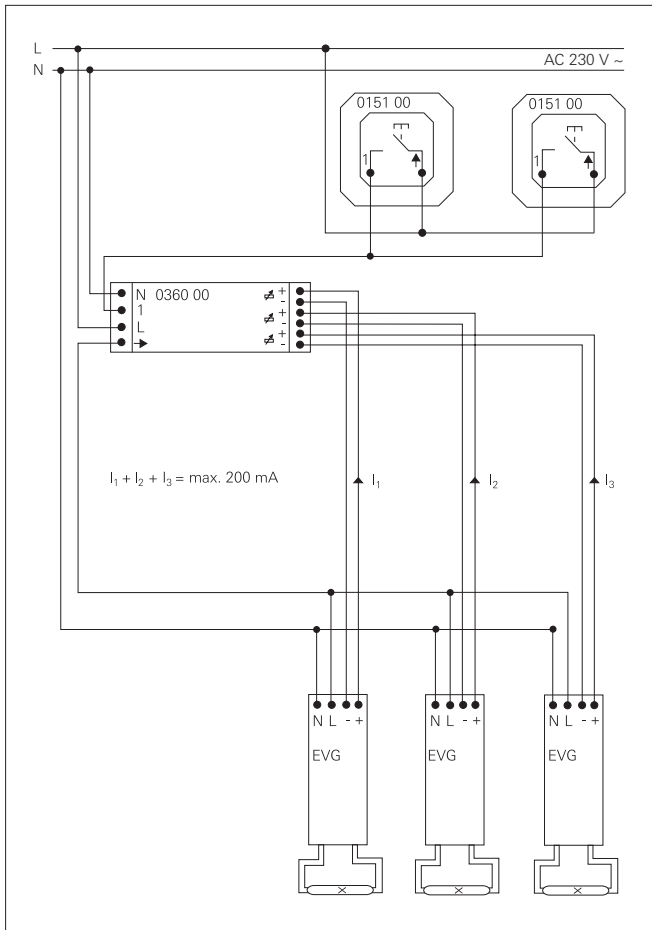 L
AC 230 V ~
N
0151 00
0151 00
1
1
N 0360 00
+
-
1
+
-
L
+
-
I₁ + I₂ + I₃ = max. 200 mA
I₁
I₂
I₃
N L - +
N L - +
N L - +
EVG
EVG
EVG